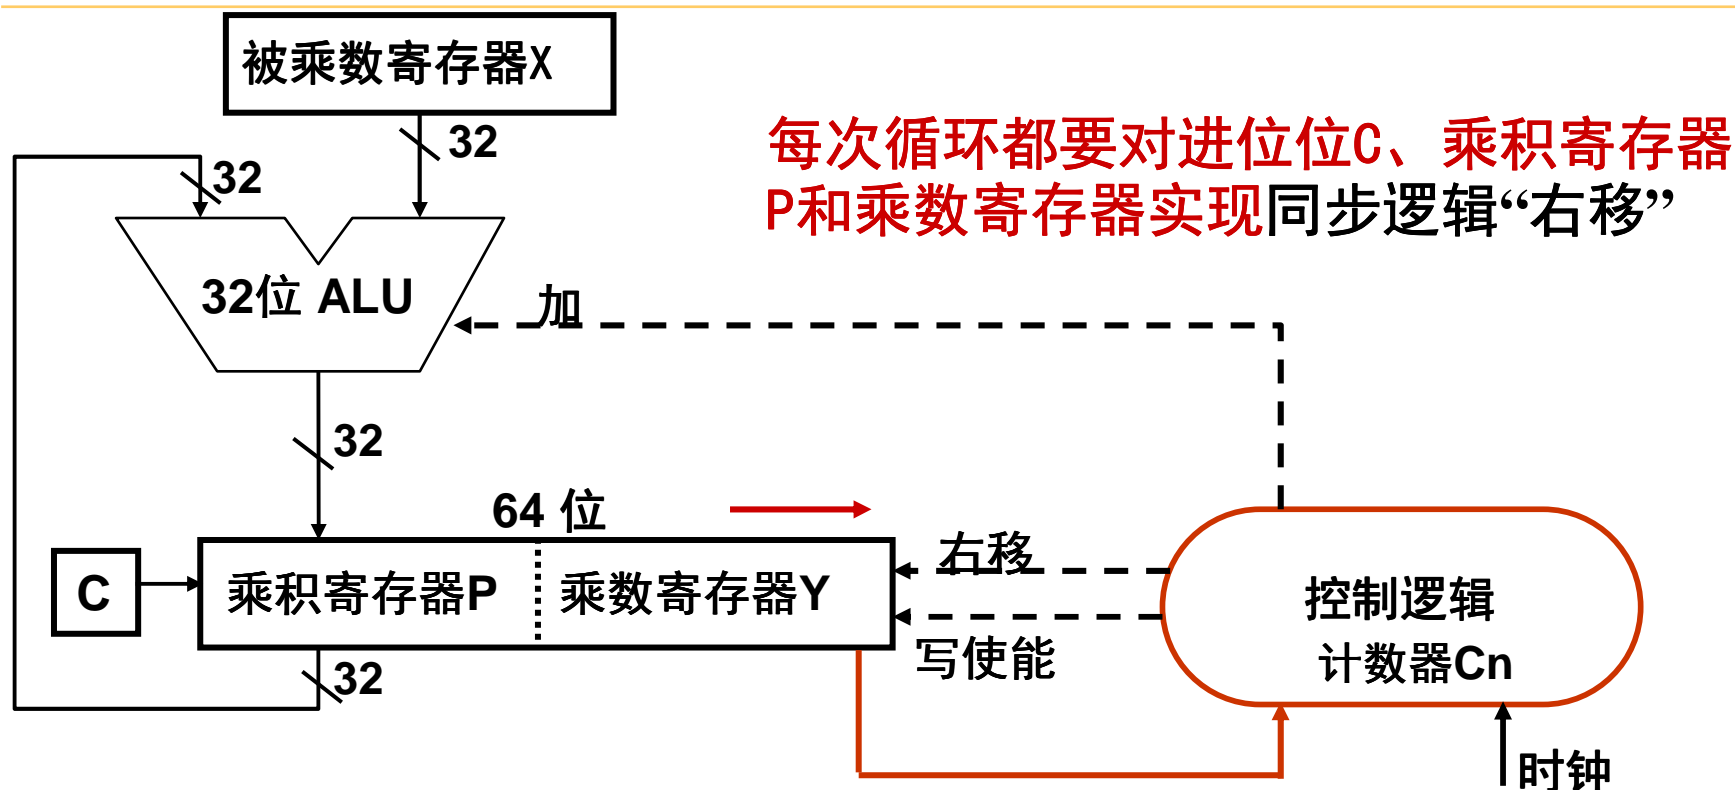 被乘数寄存器X
32
32
每次循环都要对进位位C、乘积寄存器
P和乘数寄存器实现同步逻辑“右移”
32位 ALU
加
32
64 位
C
乘积寄存器P
乘数寄存器Y
右移
写使能
控制逻辑
计数器Cn
32
时钟